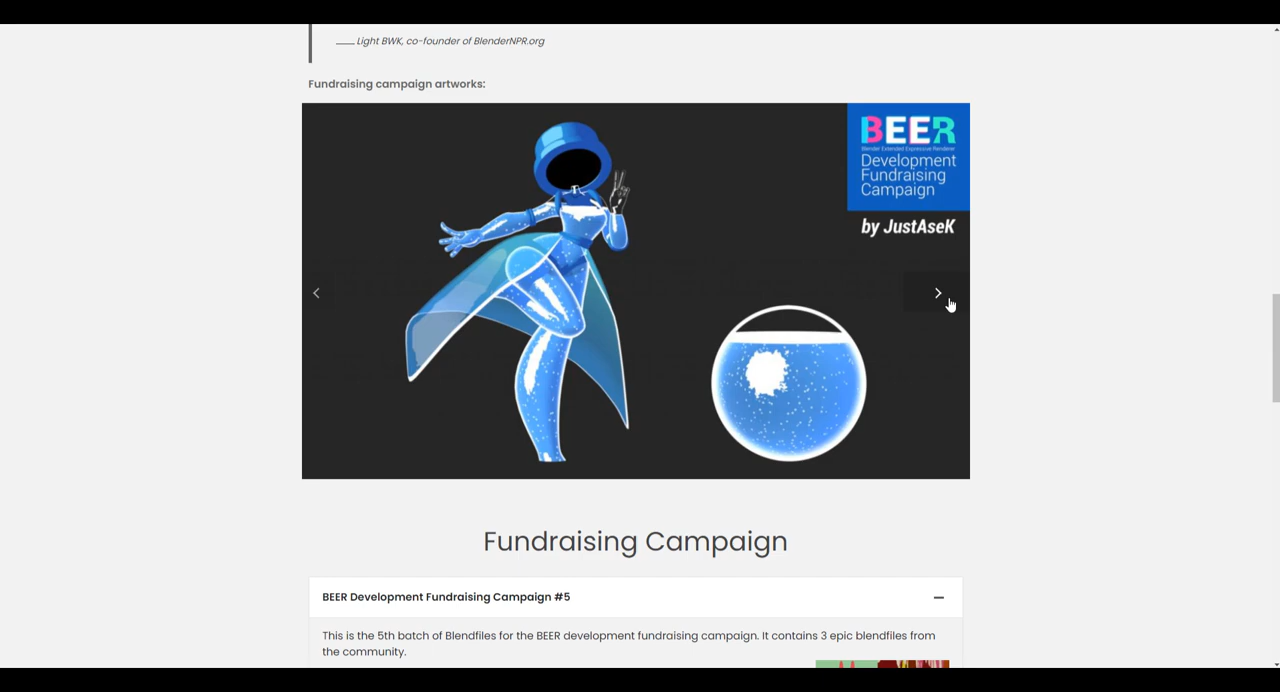 ____ Light BWK, co-founder of BlenderNPR.org
Fundraising campaign artworks:
BEER
Blender Extended Expressive Renderer
Development
Fundraising
Campaign
by JustAseK
Fundraising Campaign
BEER Development Fundraising Campaign #5
This is the 5th batch of Blendfiles for the BEER development fundraising campaign. It contains 3 epic blendfiles from
the community.